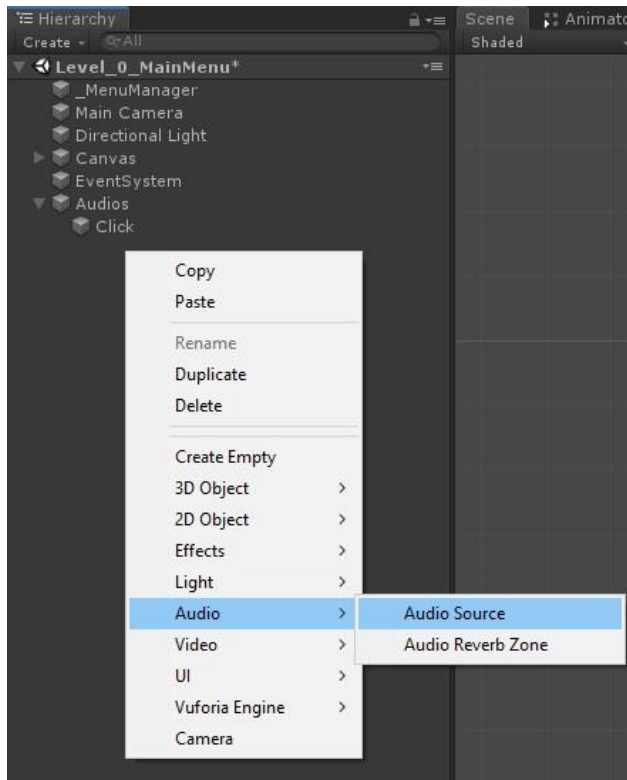 Hierarchy
Create
All
Scene
Animato
Shaded
Level_0_MainMenu*
_MenuManager
Main Camera
Directional Light
Canvas
EventSystem
Audios
Click
Copy
Paste
Rename
Duplicate
Delete
Create Empty
3D Object
2D Object
Effects
Light
Audio
Audio Source
Video
Audio Reverb Zone
UI
Vuforia Engine
Camera